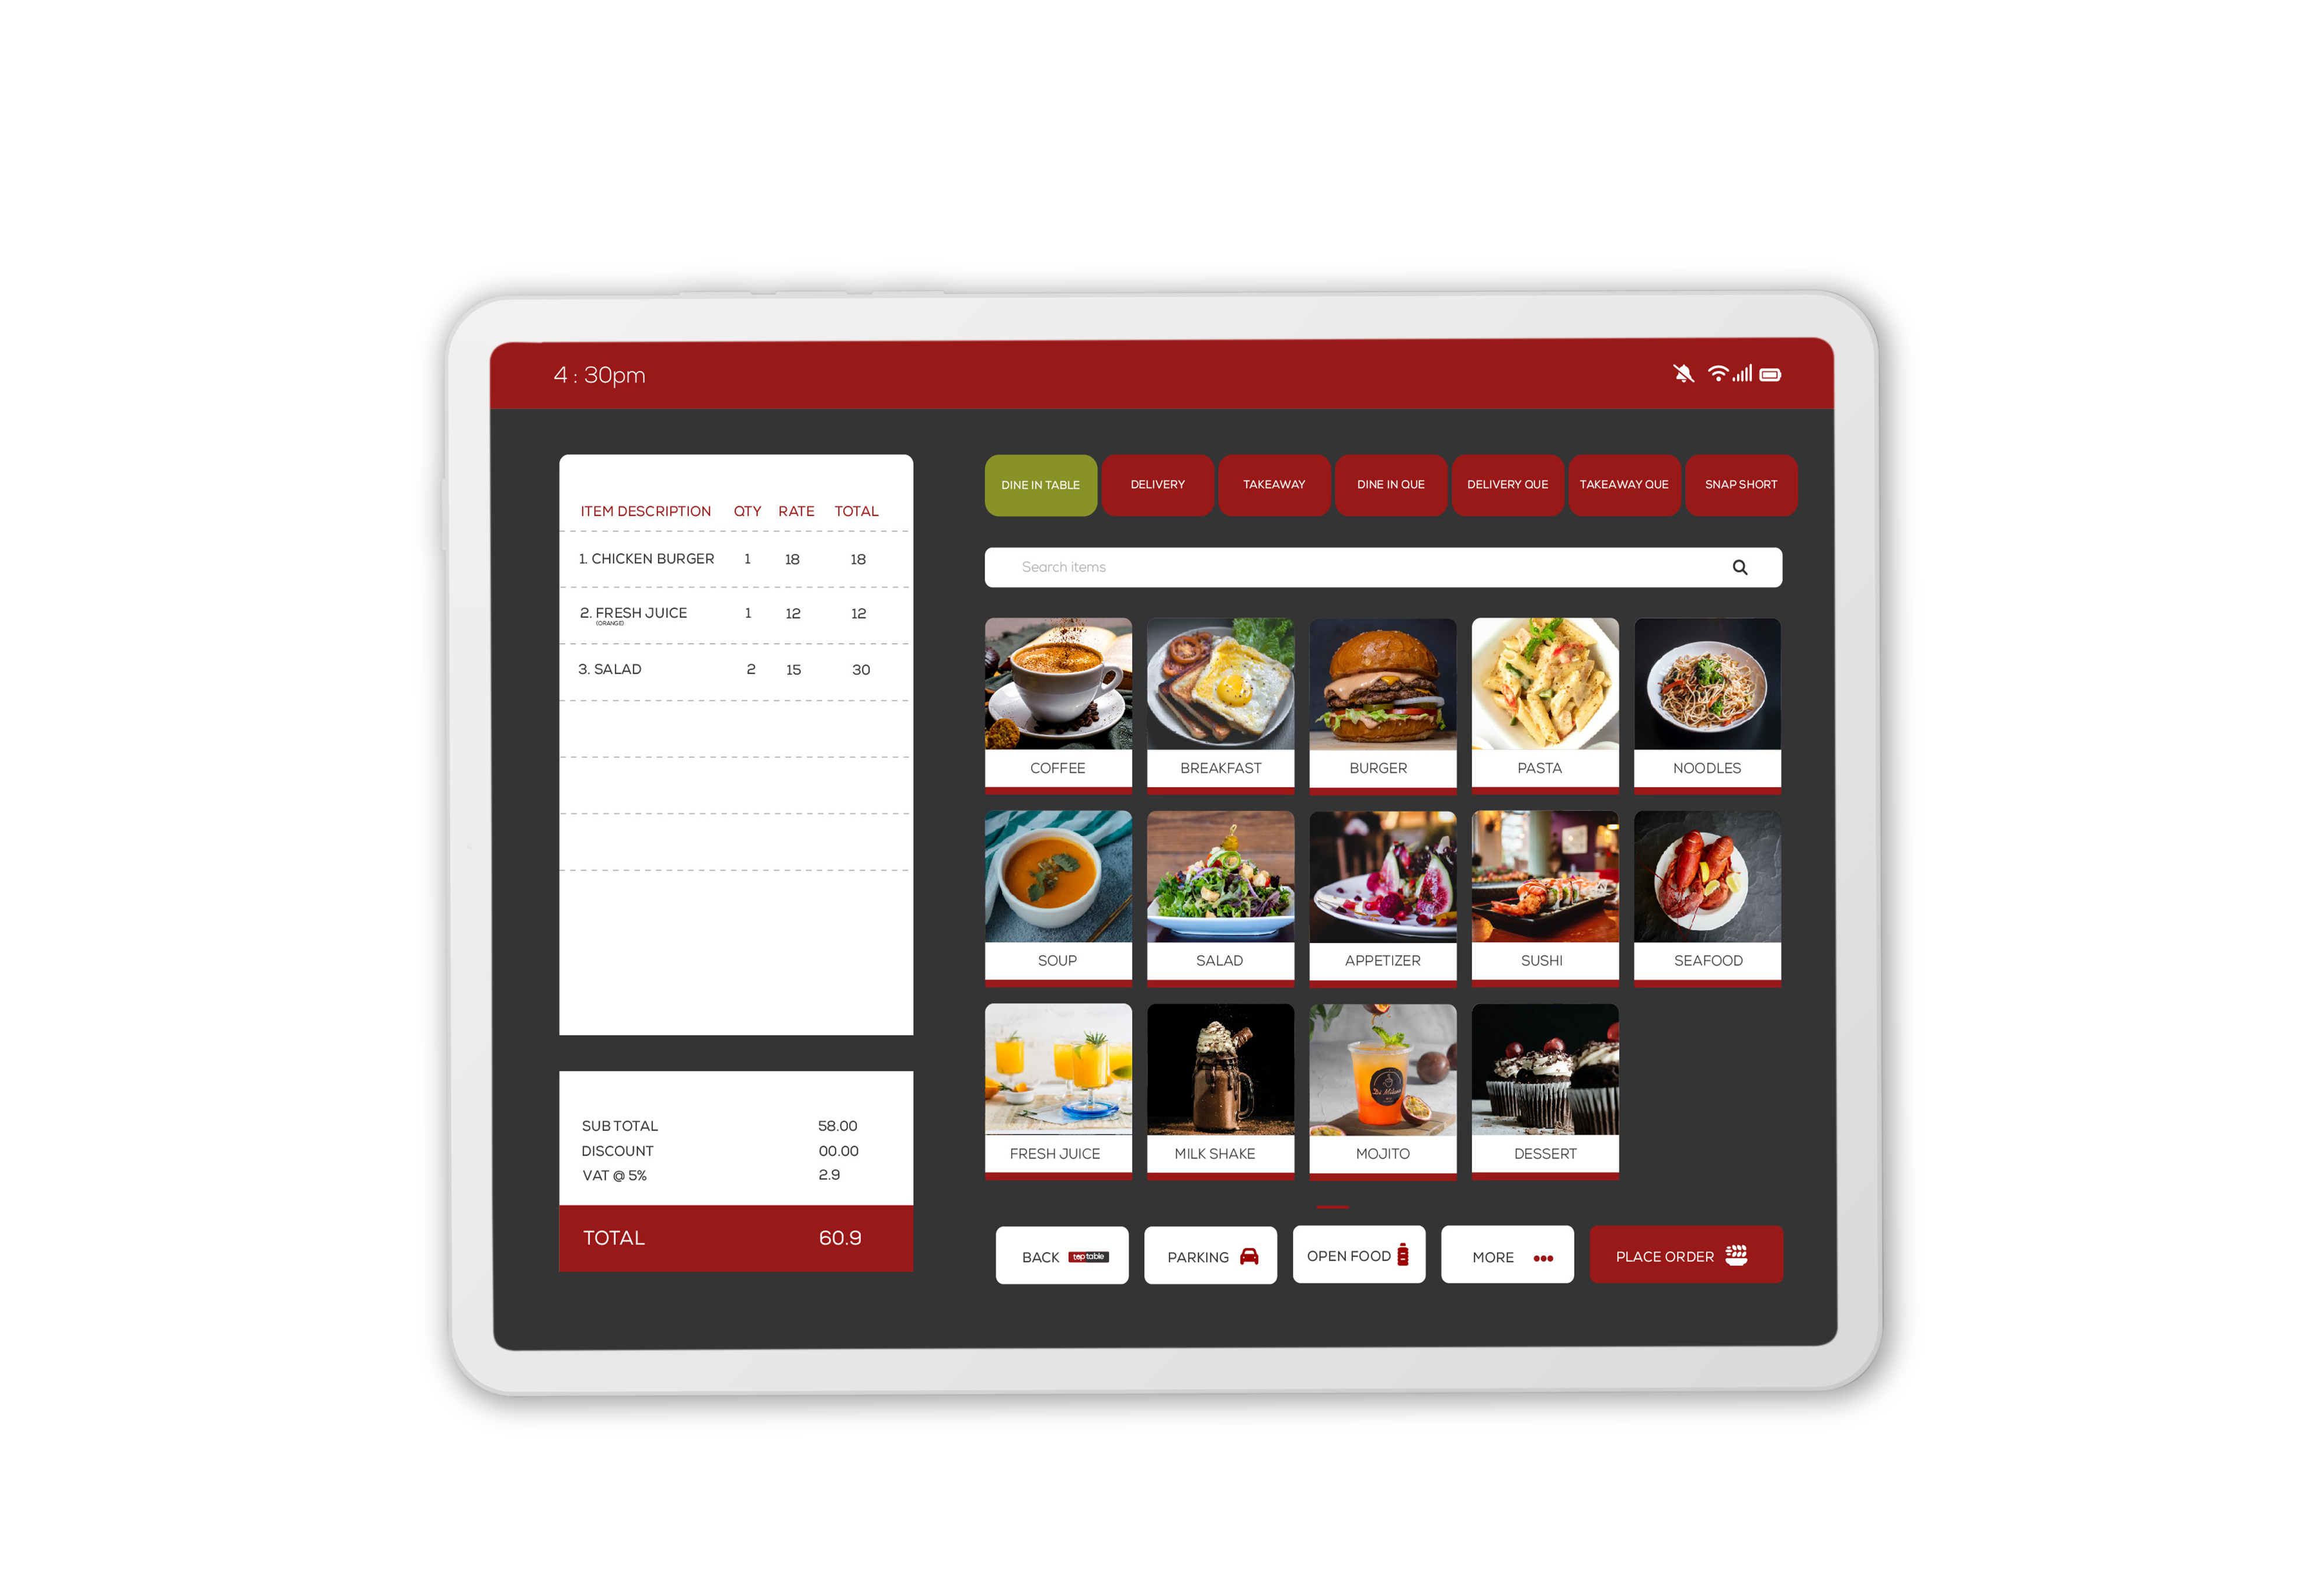 4 : 30pm
ITEM DESCRIPTION QTY RATE TOTAL
1. CHICKEN BURGER 1 18 18
2. FRESH JUICE 1 12 12
(ORANGE)
3. SALAD 2 15 30
SUB TOTAL 58.00
DISCOUNT 00.00
VAT @ 5% 2.9
TOTAL 60.9
DINE IN TABLE DELIVERY TAKEAWAY DINE IN QUE DELIVERY QUE TAKEAWAY QUE SNAP SHORT
Search items
COFFEE BREAKFAST BURGER PASTA NOODLES
SOUP SALAD APPETIZER SUSHI SEAFOOD
FRESH JUICE MILK SHAKE MOJITO DESSERT
BACK toptable PARKING OPEN FOOD MORE PLACE ORDER